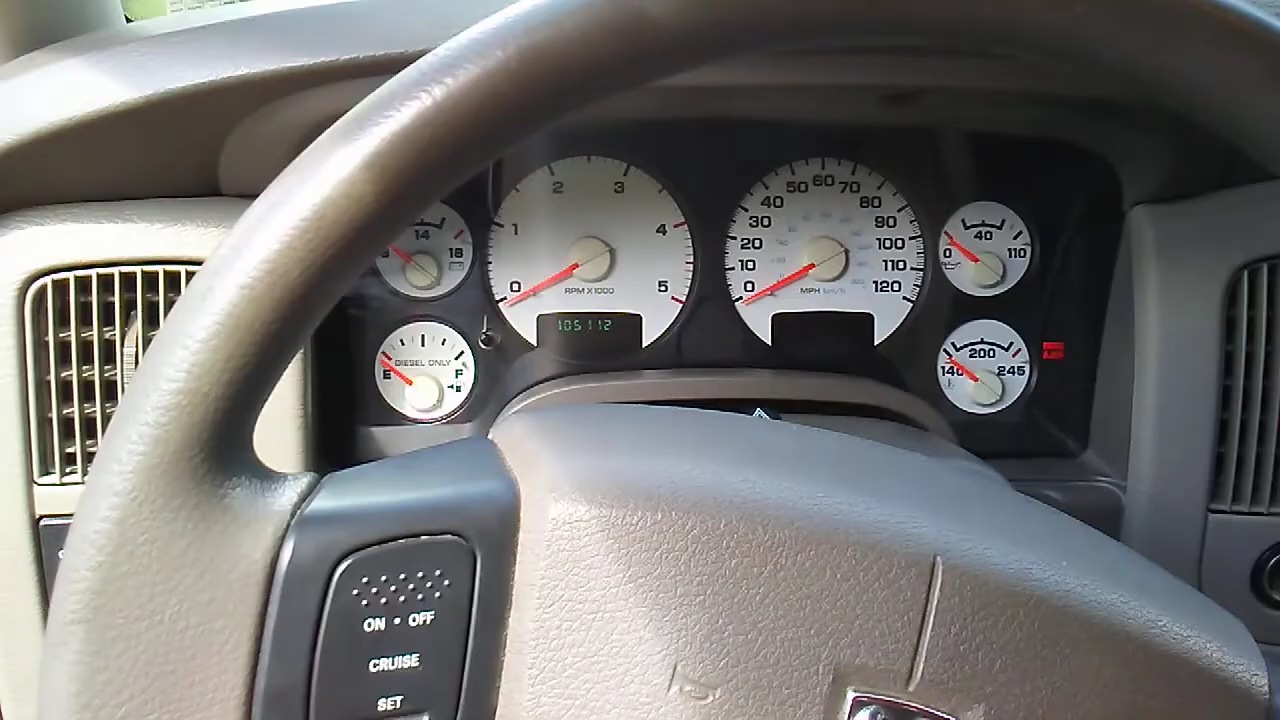 14
18
1 2 3 4
0 5
RPM X1000
105112
0 10 20 30 40 50 60 70 80 90 100 110 120
MPH
0 40 110
E DIESEL ONLY F
140 200 245
ON • OFF
CRUISE
SET